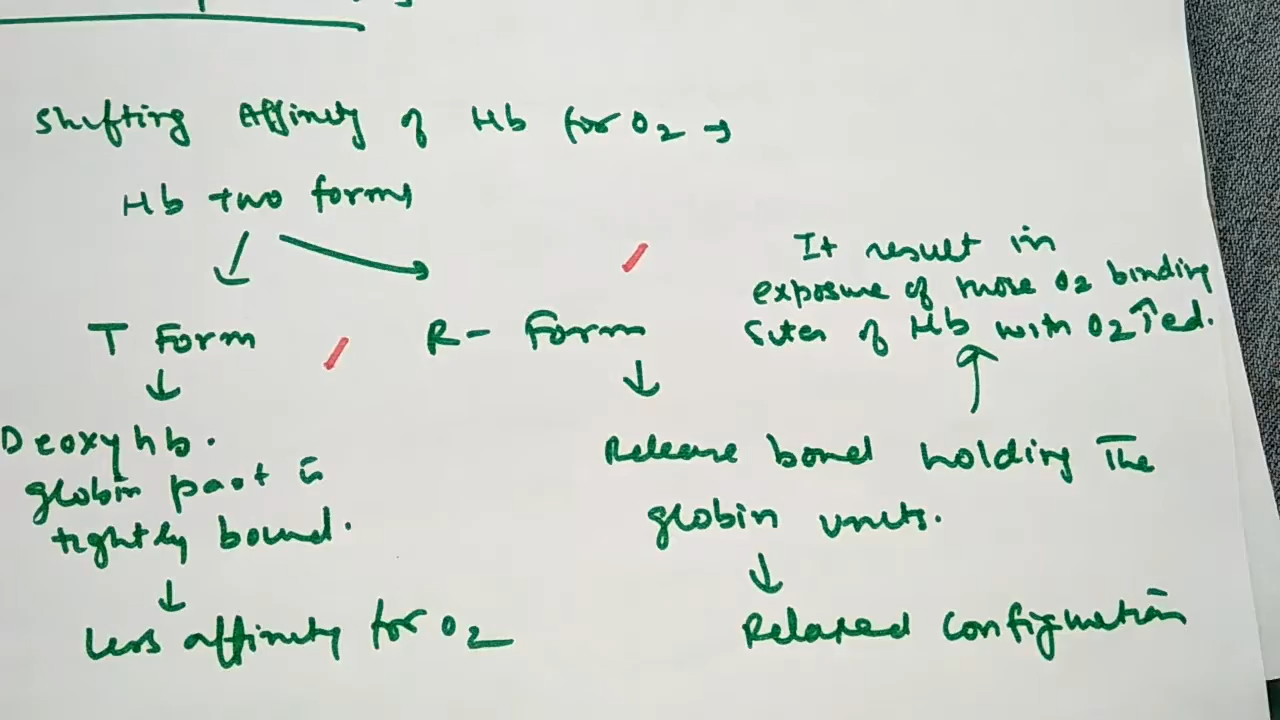 Shifting Affinity of Hb for O2 →
Hb two forms
T Form
R- Form
Deoxyhb.
globin part is
tightly bound.
↓
less affinity for O2
Release bond holding the
globin units.
↓
Relaxed configuration
It result in
exposure of more O2 binding
Sites of Hb with O2 ↑ed.